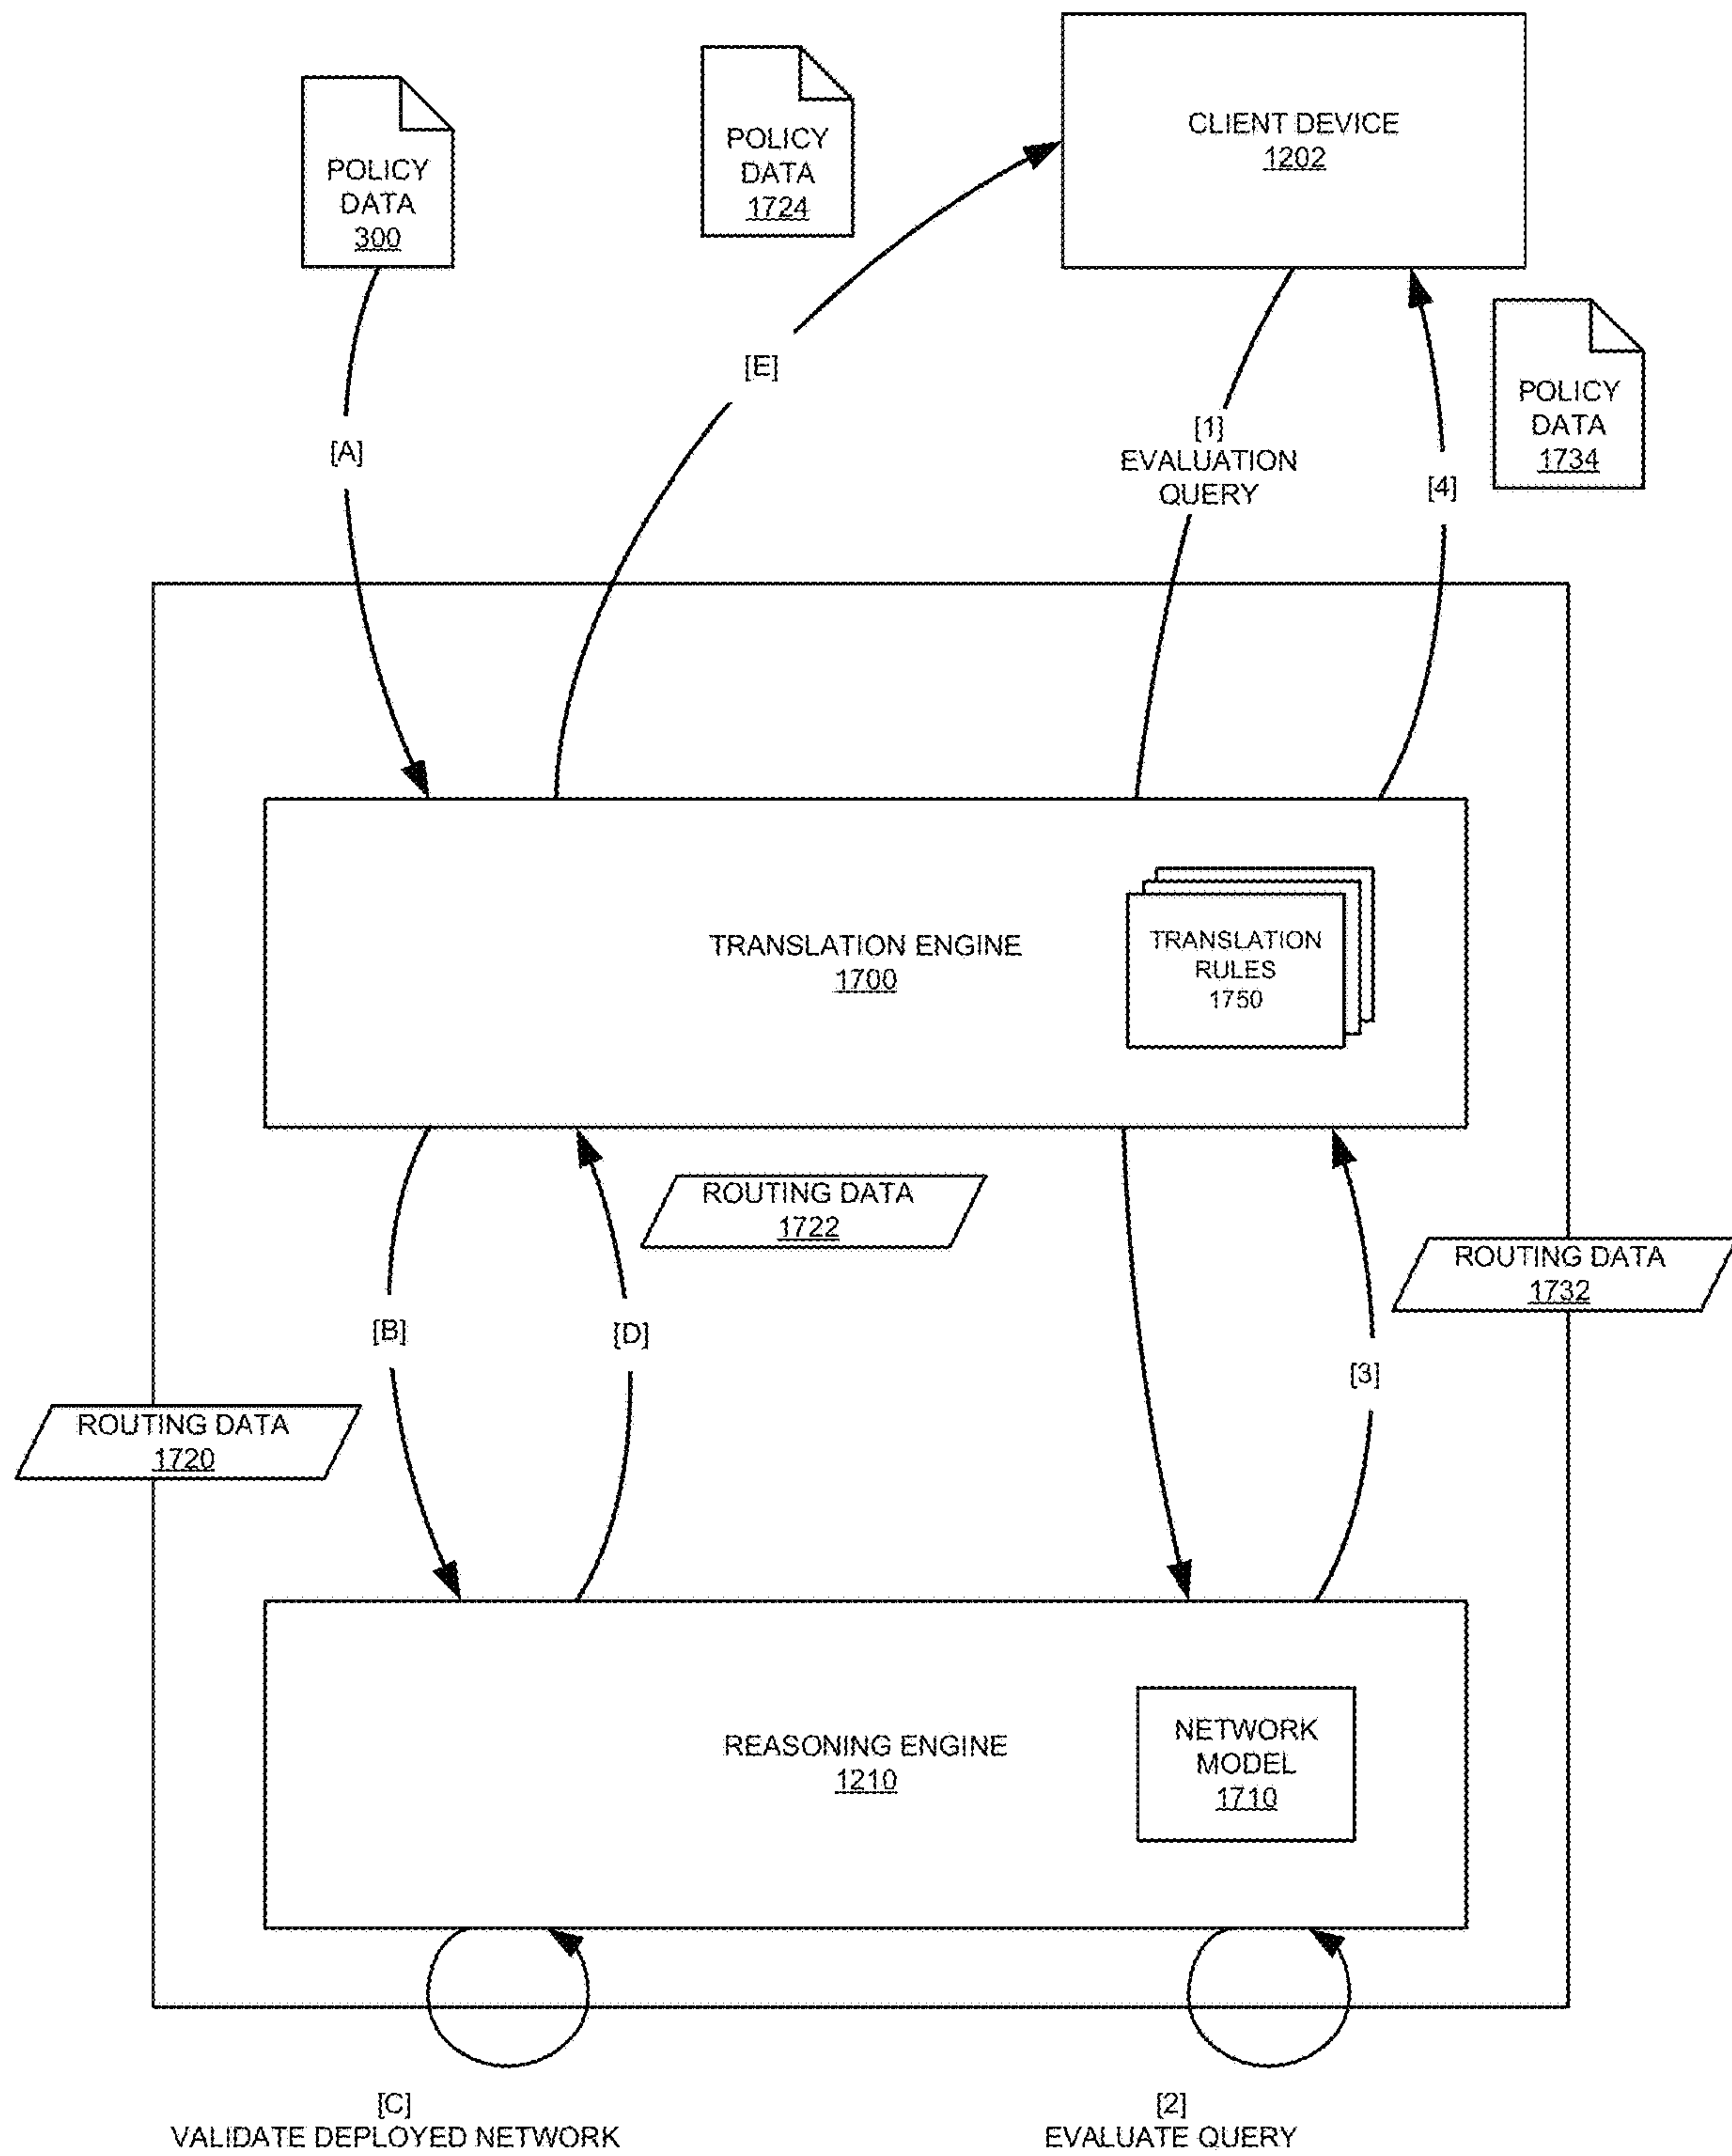 CLIENT DEVICE
1202
POLICY
DATA
1724
POLICY
DATA
300
[E]
POLICY
DATA
1734
[1]
EVALUATION
QUERY
[A]
[4]
TRANSLATION ENGINE
1700
TRANSLATION
RULES
1750
ROUTING DATA
1722
ROUTING DATA
1732
[B]
[D]
[3]
ROUTING DATA
1720
REASONING ENGINE
1210
NETWORK
MODEL
1710
[C]
VALIDATE DEPLOYED NETWORK
[2]
EVALUATE QUERY